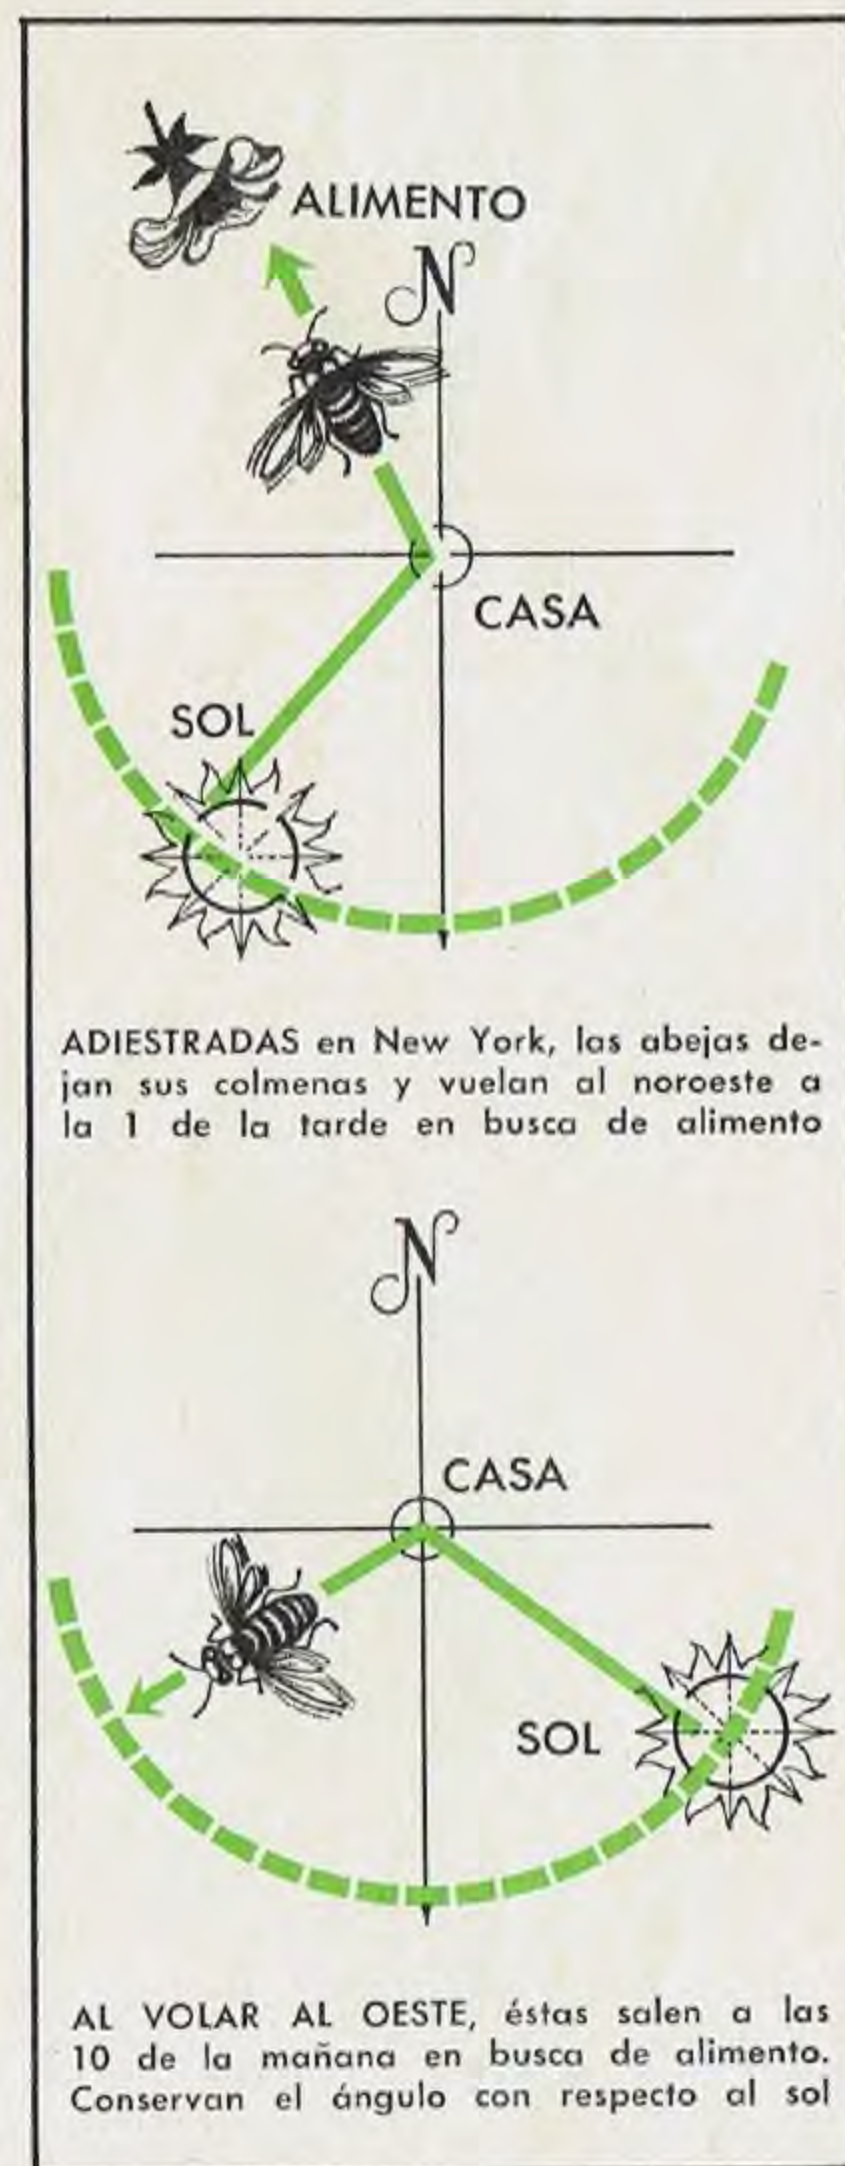 ALIMENTO
N
CASA
SOL
ADIESTRADAS en New York, las abejas de-
jan sus colmenas y vuelan al noroeste a
la 1 de la tarde en busca de alimento
N
CASA
SOL
AL VOLAR AL OESTE, éstas salen a las
10 de la mañana en busca de alimento.
Conservan el ángulo con respecto al sol